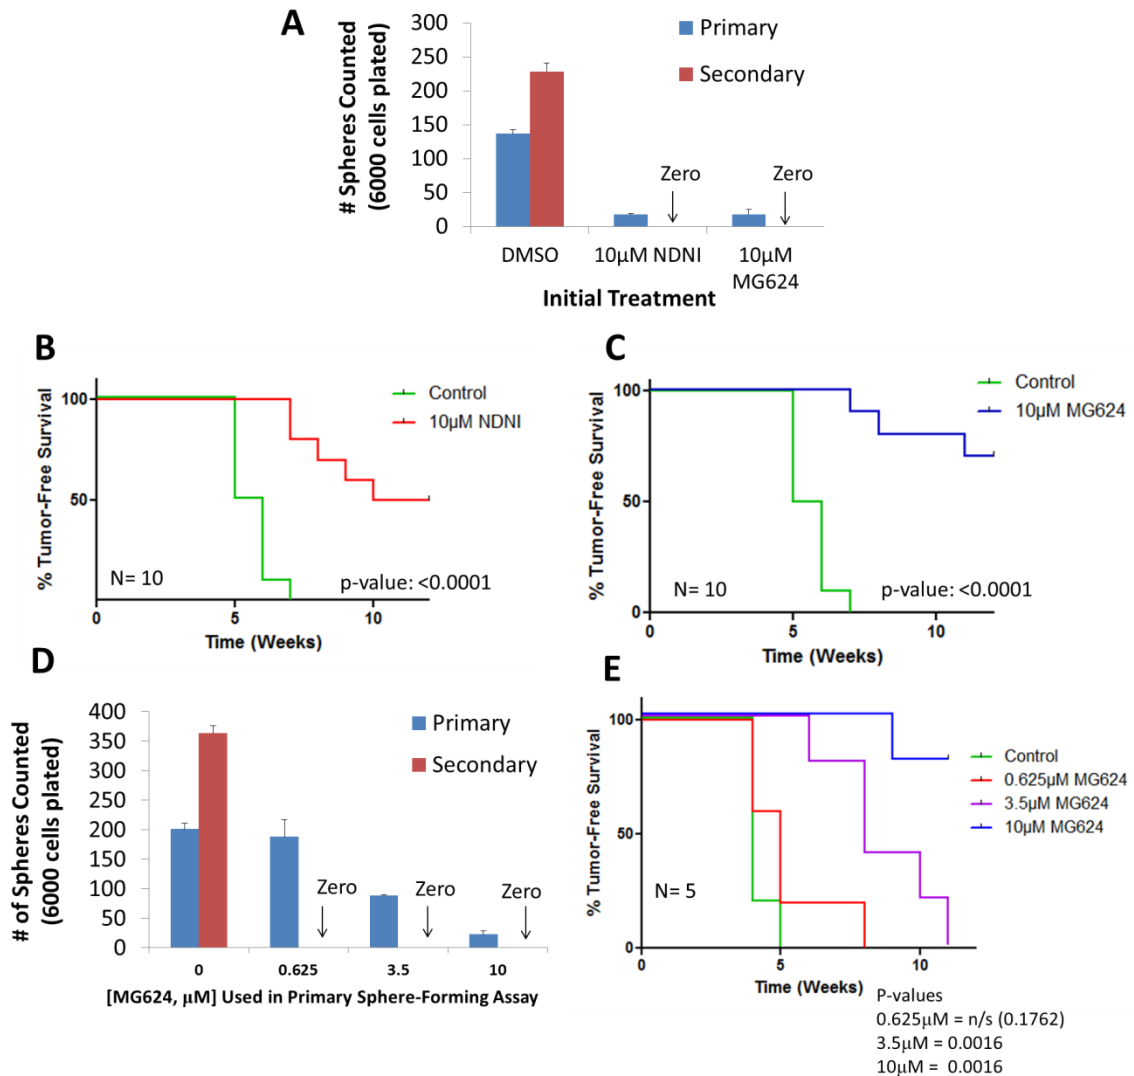 A
# Spheres Counted
(6000 cells plated)
300
250
200
150
100
50
0
Primary
Secondary
Zero
Zero
DMSO
10µM NDNI
10µM
MG624
Initial Treatment
B
% Tumor-Free Survival
100
50
0
5
10
Control
10µM NDNI
N= 10
p-value: <0.0001
Time (Weeks)
C
% Tumor-Free Survival
100
50
0
0
5
10
Control
10µM MG624
N= 10
p-value: <0.0001
Time (Weeks)
D
# of Spheres Counted
(6000 cells plated)
400
350
300
250
200
150
100
50
0
Primary
Secondary
Zero
Zero
Zero
0
0.625
3.5
10
[MG624, µM] Used in Primary Sphere-Forming Assay
E
% Tumor-Free Survival
100
50
0
0
5
10
Control
0.625µM MG624
3.5µM MG624
10µM MG624
N= 5
Time (Weeks)
P-values
0.625µM = n/s (0.1762)
3.5µM = 0.0016
10µM = 0.0016